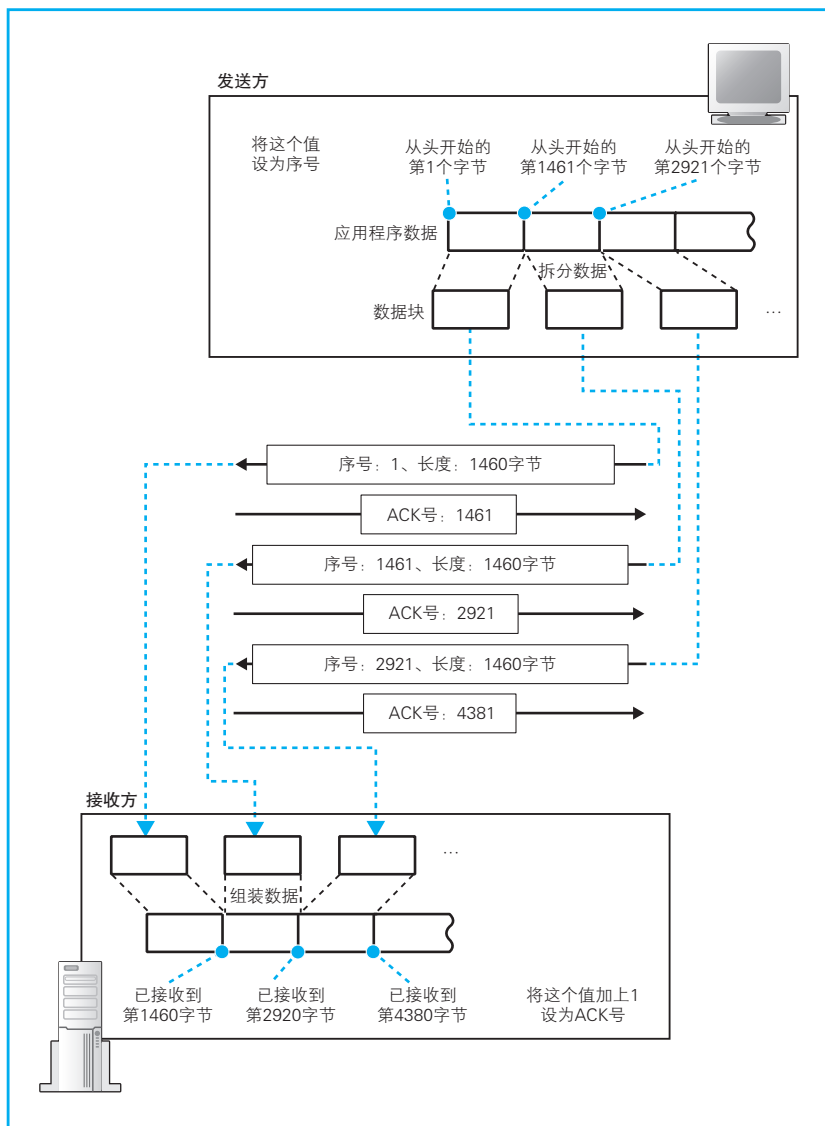 发送方
将这个值
设为序号
从头开始的
第1个字节
从头开始的
第1461个字节
从头开始的
第2921个字节
应用程序数据
拆分数据
数据块
…
序号：1、长度：1460字节
ACK号：1461
序号：1461、长度：1460字节
ACK号：2921
序号：2921、长度：1460字节
ACK号：4381
接收方
…
组装数据
已接收到
第1460字节
已接收到
第2920字节
已接收到
第4380字节
将这个值加上1
设为ACK号